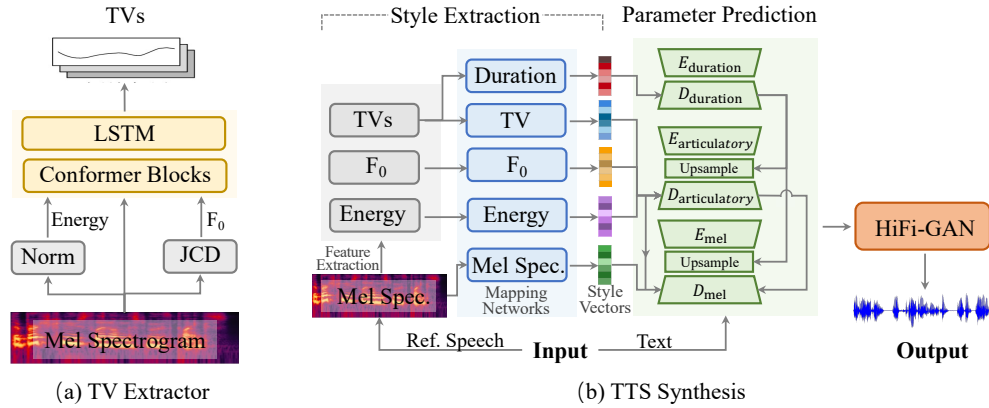 TVs
LSTM
Conformer Blocks
Energy
F0
Norm
JCD
Mel Spectrogram
(a) TV Extractor
Style Extraction
Parameter Prediction
TVs
F0
Energy
Feature
Extraction
Mel Spec.
Duration
TV
F0
Energy
Mel Spec.
Mapping
Networks
Style
Vectors
Eduration
Dduration
Earticulatory
Upsample
Darticulatory
Emel
Upsample
Dmel
Ref. Speech
Input
Text
HiFi-GAN
Output
(b) TTS Synthesis